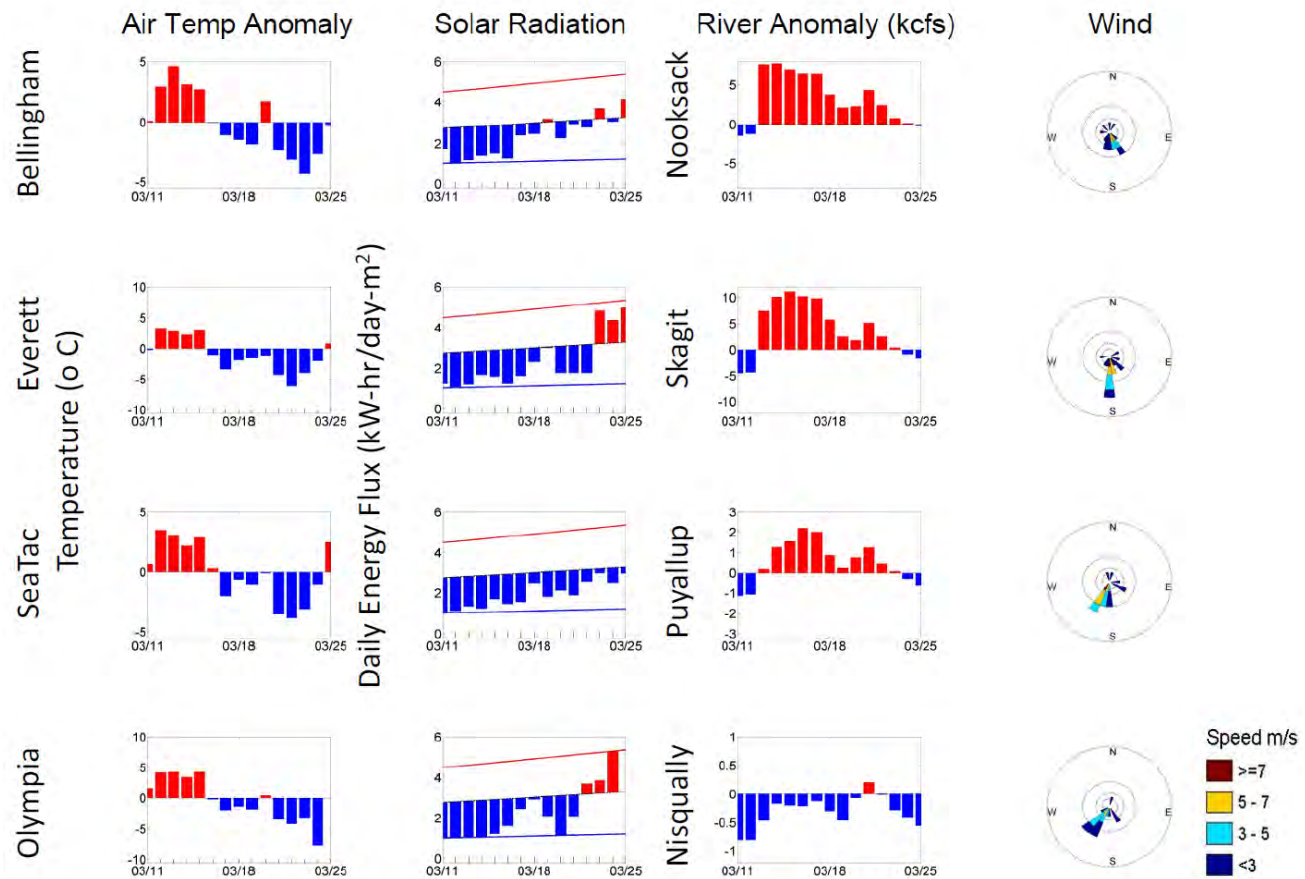 Air Temp Anomaly Solar Radiation River Anomaly (kcfs) Wind
Bellingham
5
0
-5
03/11 03/18 03/25
6
4
2
0
03/11 03/18 03/25
Nooksack
5
0
-5
03/11 03/18 03/25
N
W E
S
Temperature (o C)
Daily Energy Flux (kW-hr/day-m²)
Everett
10
5
0
-5
-10
03/11 03/18 03/25
6
4
2
0
03/11 03/18 03/25
Skagit
10
5
0
-5
-10
03/11 03/18 03/25
N
W E
S
SeaTac
5
0
-5
03/11 03/18 03/25
6
4
2
0
03/11 03/18 03/25
Puyallup
3
2
1
0
-1
-2
-3
03/11 03/18 03/25
N
W E
S
Olympia
10
5
0
-5
-10
03/11 03/18 03/25
6
4
2
0
03/11 03/18 03/25
Nisqually
1
0.5
0
-0.5
-1
03/11 03/18 03/25
N
W E
S
Speed m/s
>=7
5 - 7
3 - 5
<3